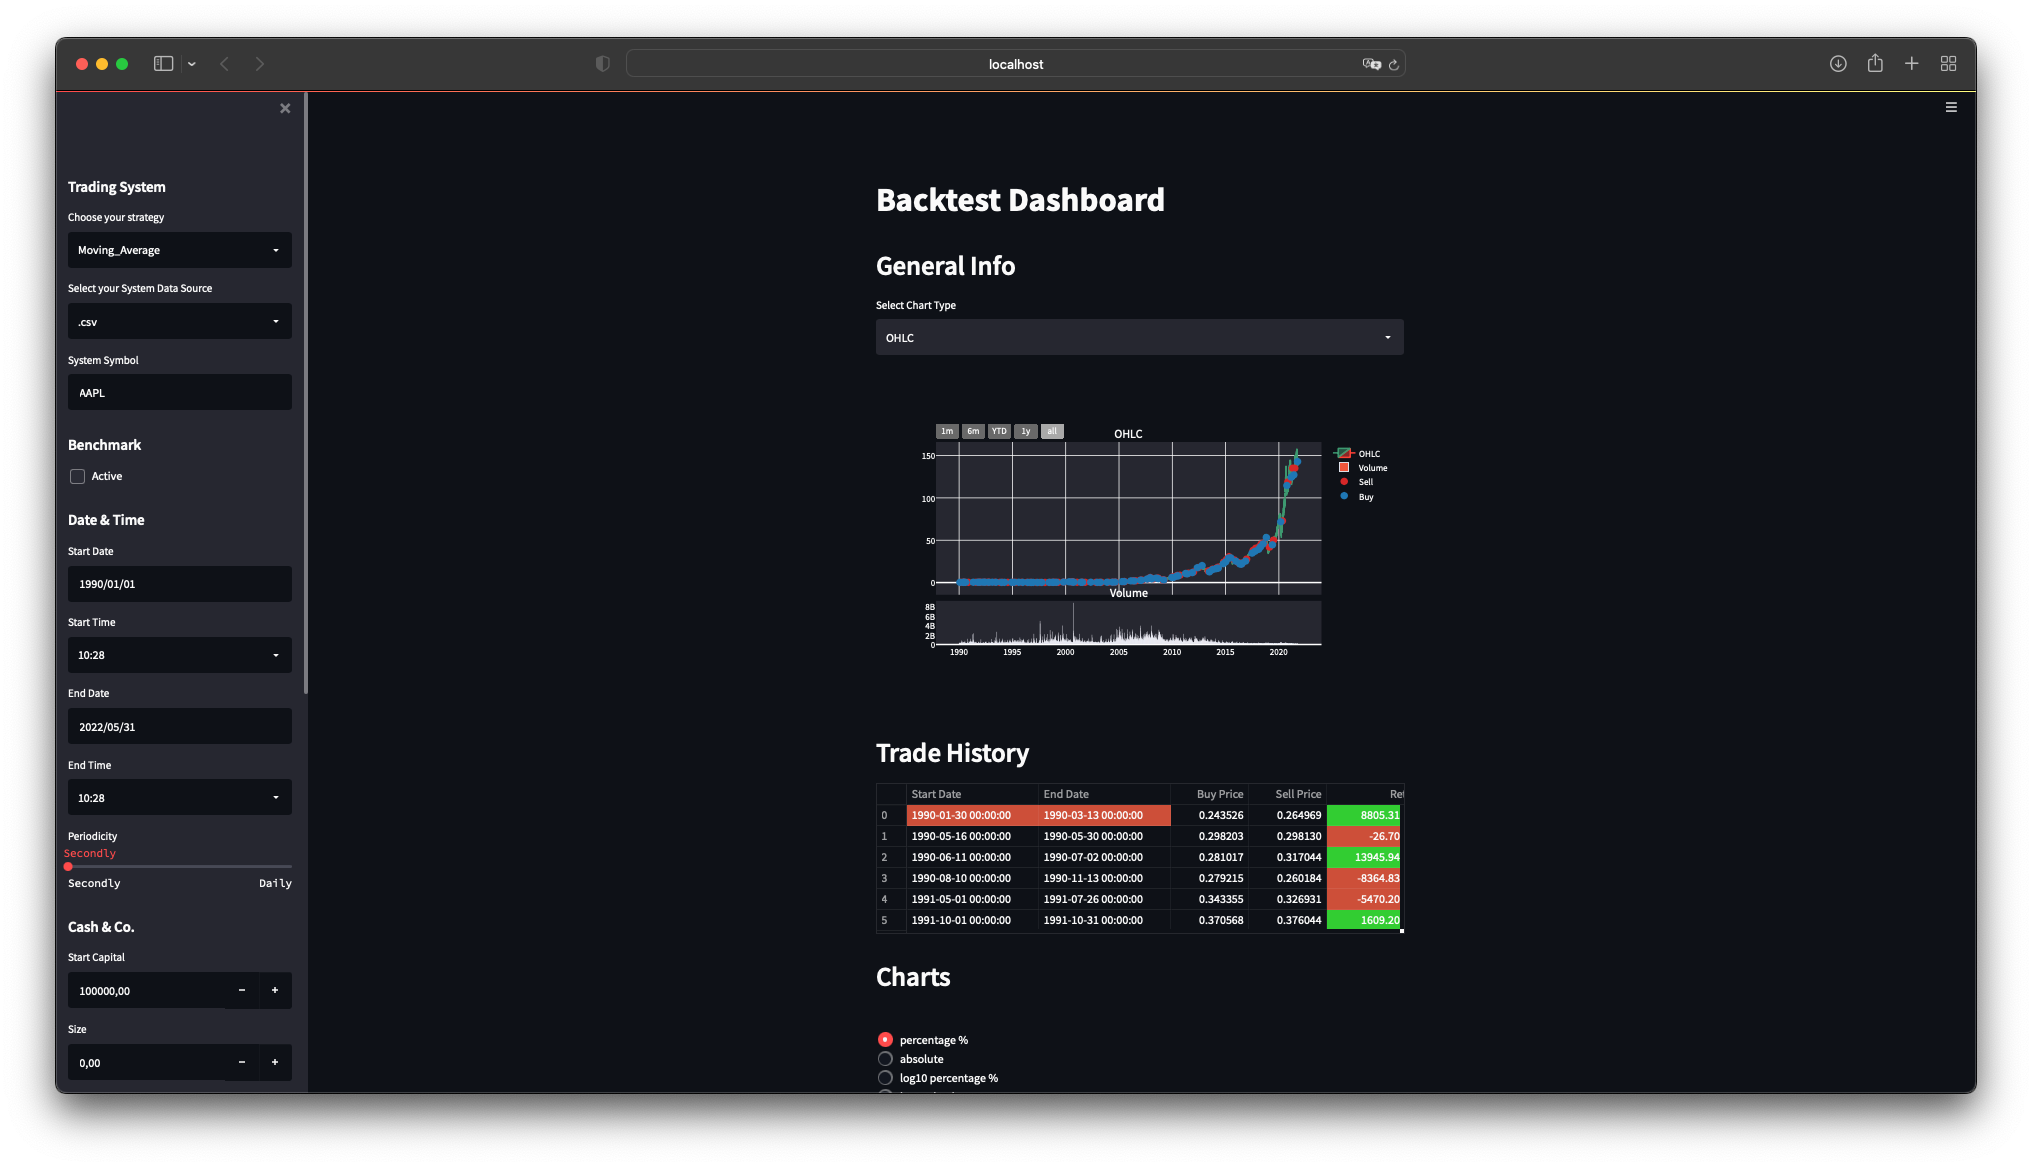 localhost
Trading System
Choose your strategy
Moving_Average
Select your System Data Source
.csv
System Symbol
AAPL
Benchmark
Active
Date & Time
Start Date
1990/01/01
Start Time
10:28
End Date
2022/05/31
End Time
10:28
Periodicity
Secondly
Secondly Daily
Cash & Co.
Start Capital
100000,00 - +
Size
0,00 - +
Backtest Dashboard
General Info
Select Chart Type
OHLC
1m 6m YTD 1y all
OHLC
150
100
50
0
OHLC
Volume
Sell
Buy
Volume
8B
6B
4B
2B
0
1990 1995 2000 2005 2010 2015 2020
Trade History
Start Date End Date Buy Price Sell Price
0 1990-01-30 00:00:00 1990-03-13 00:00:00 0.243526 0.264969 8805.31
1 1990-05-16 00:00:00 1990-05-30 00:00:00 0.298203 0.298130 -26.70
2 1990-06-11 00:00:00 1990-07-02 00:00:00 0.281017 0.317044 13945.94
3 1990-08-10 00:00:00 1990-11-13 00:00:00 0.279215 0.260184 -8364.83
4 1991-05-01 00:00:00 1991-07-26 00:00:00 0.343355 0.326931 -5470.20
5 1991-10-01 00:00:00 1991-10-31 00:00:00 0.370568 0.376044 1609.20
Charts
percentage %
absolute
log10 percentage %